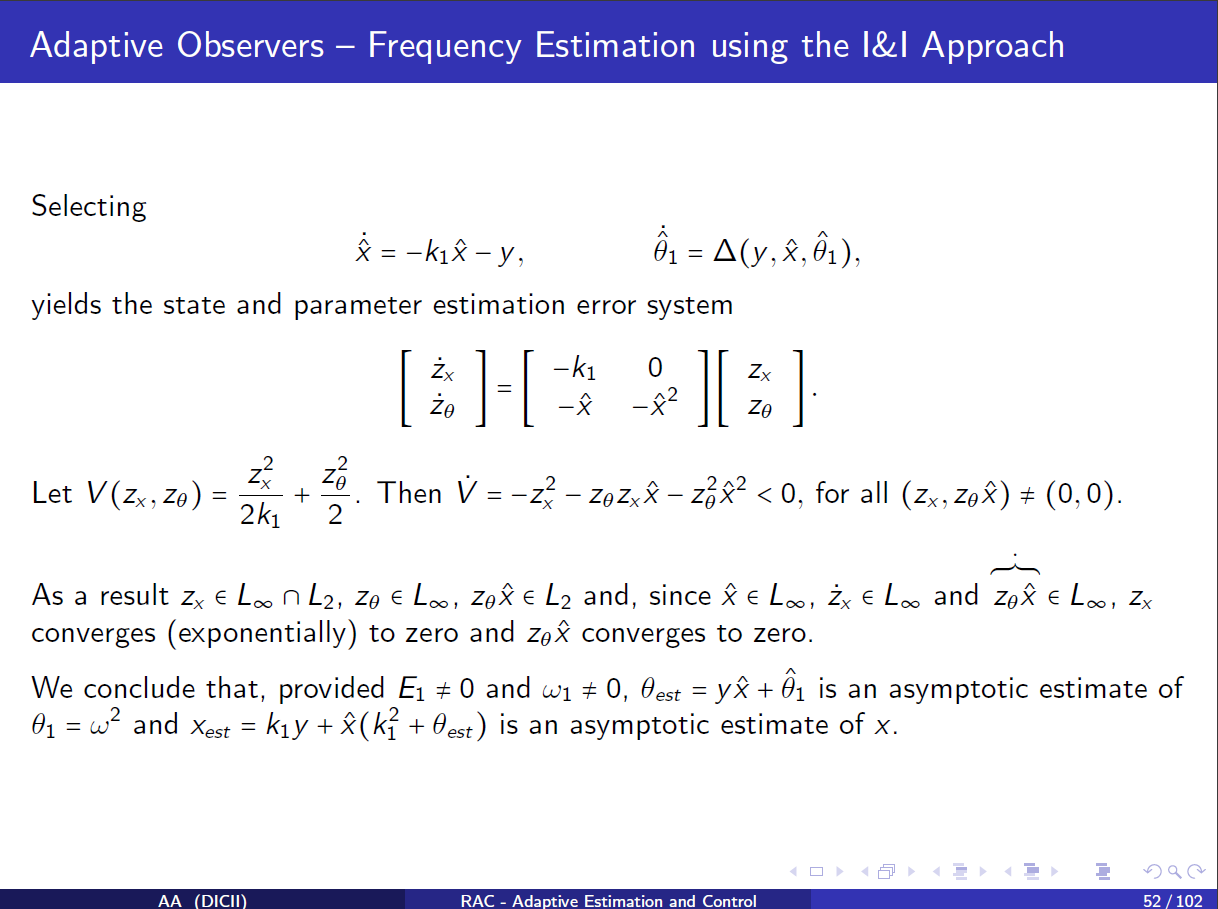 Adaptive Observers – Frequency Estimation using the I&I Approach
Selecting
$\dot{\hat{x}} = -k_1\hat{x} - y, \qquad \dot{\hat{\theta}}_1 = \Delta(y, \hat{x}, \hat{\theta}_1),$
yields the state and parameter estimation error system
$\begin{bmatrix} \dot{z}_x \\ \dot{z}_\theta \end{bmatrix} = \begin{bmatrix} -k_1 & 0 \\ -\hat{x} & -\hat{x}^2 \end{bmatrix} \begin{bmatrix} z_x \\ z_\theta \end{bmatrix}.$
Let $V(z_x, z_\theta) = \frac{z_x^2}{2k_1} + \frac{z_\theta^2}{2}$. Then $\dot{V} = -z_x^2 - z_\theta z_x \hat{x} - z_\theta^2 \hat{x}^2 < 0$, for all $(z_x, z_\theta \hat{x}) \neq (0, 0)$.
As a result $z_x \in L_\infty \cap L_2$, $z_\theta \in L_\infty$, $z_\theta \hat{x} \in L_2$ and, since $\hat{x} \in L_\infty$, $\dot{z}_x \in L_\infty$ and $\dot{\overbrace{z_\theta \hat{x}}} \in L_\infty$, $z_x$
converges (exponentially) to zero and $z_\theta \hat{x}$ converges to zero.
We conclude that, provided $E_1 \neq 0$ and $\omega_1 \neq 0$, $\theta_{est} = y\hat{x} + \hat{\theta}_1$ is an asymptotic estimate of
$\theta_1 = \omega^2$ and $x_{est} = k_1 y + \hat{x}(k_1^2 + \theta_{est})$ is an asymptotic estimate of $x$.
AA (DICII) RAC - Adaptive Estimation and Control 52 / 102